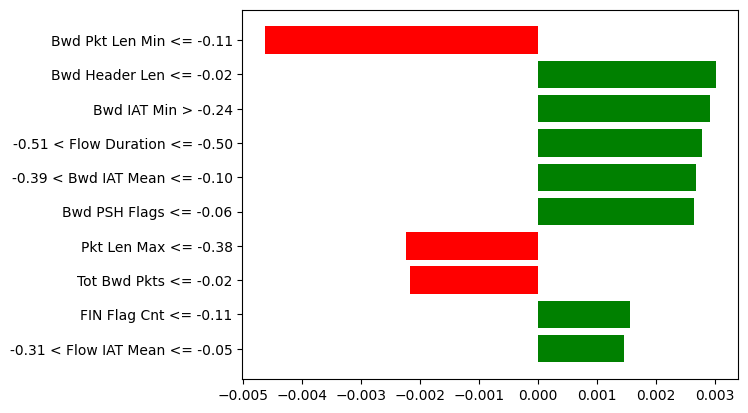 Bwd Pkt Len Min <= -0.11
Bwd Header Len <= -0.02
Bwd IAT Min > -0.24
-0.51 < Flow Duration <= -0.50
-0.39 < Bwd IAT Mean <= -0.10
Bwd PSH Flags <= -0.06
Pkt Len Max <= -0.38
Tot Bwd Pkts <= -0.02
FIN Flag Cnt <= -0.11
-0.31 < Flow IAT Mean <= -0.05
−0.005 −0.004 −0.003 −0.002 −0.001 0.000 0.001 0.002 0.003